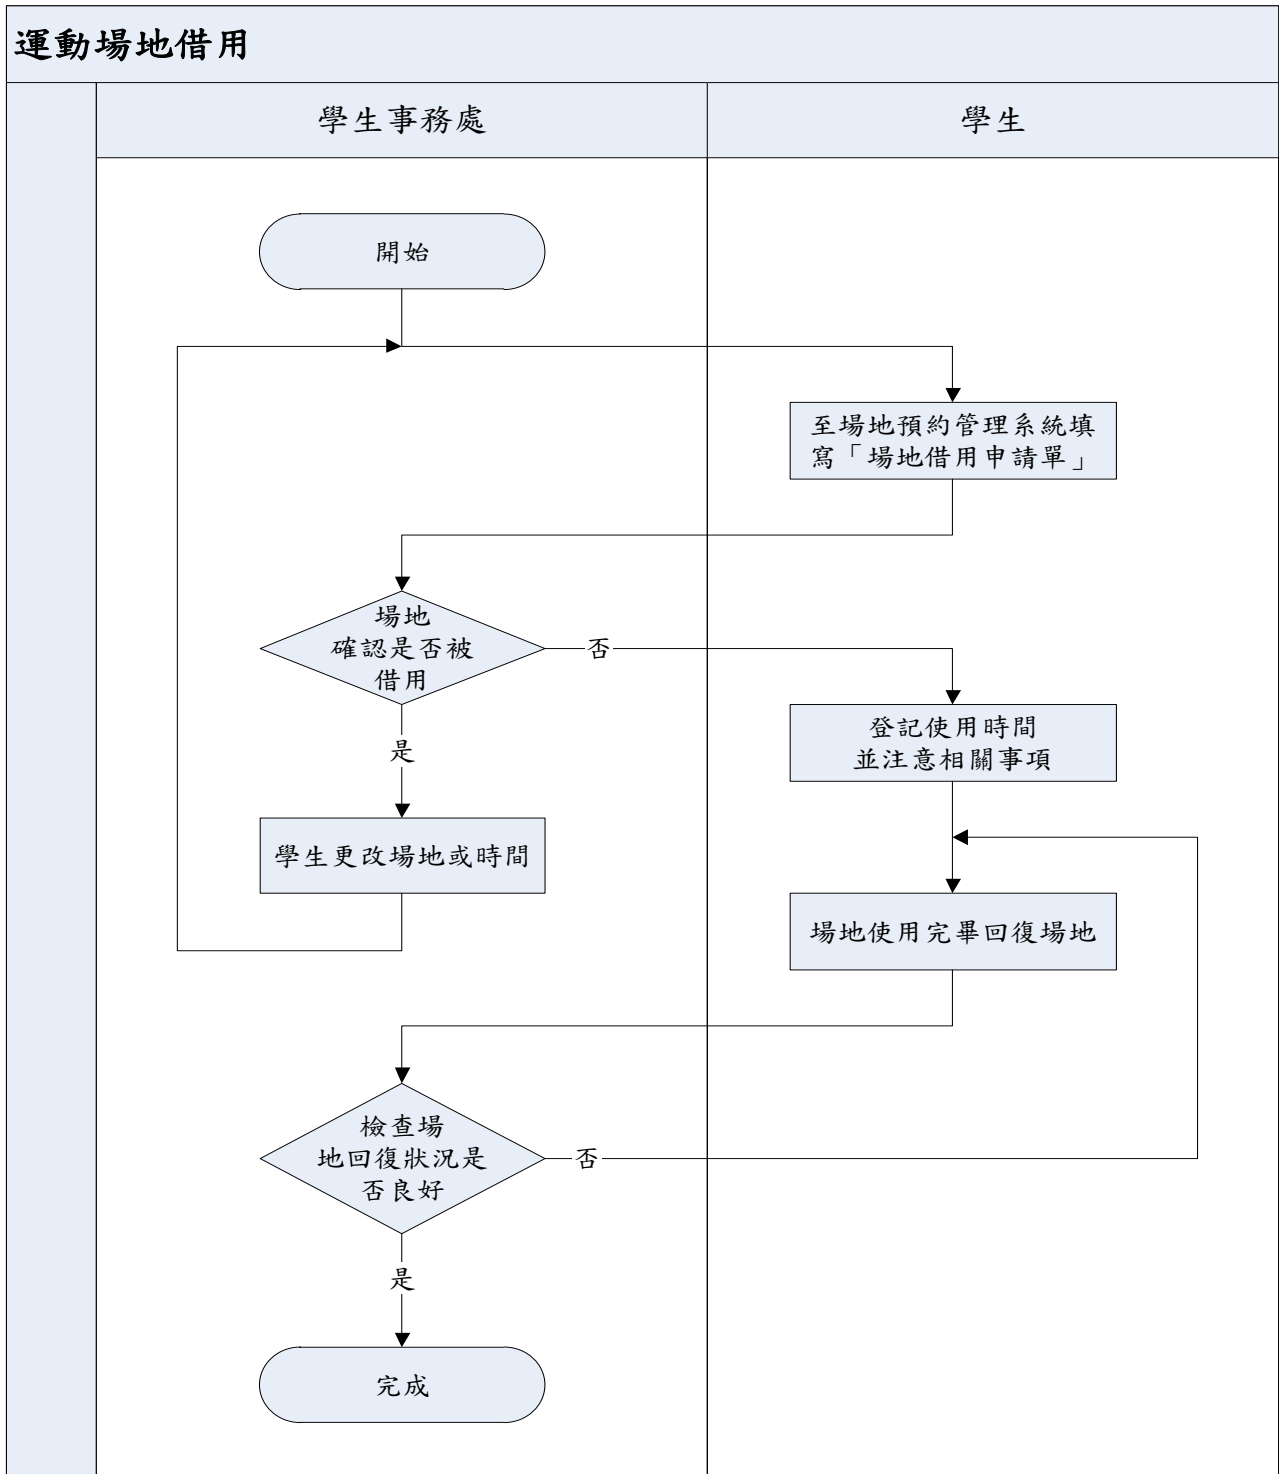 運動場地借用
學生事務處
學生
開始
至場地預約管理系統填
寫「場地借用申請單」
場地
確認是否被
借用
否
是
登記使用時間
並注意相關事項
學生更改場地或時間
場地使用完畢回復場地
檢查場
地回復狀況是
否良好
否
是
完成